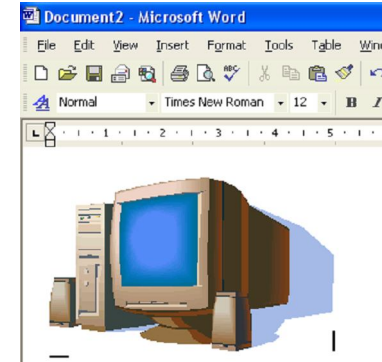 Document2 - Microsoft Word
File Edit View Insert Format Tools Table
ABC
Normal Times New Roman 12 B I
L 1 2 3 4 5